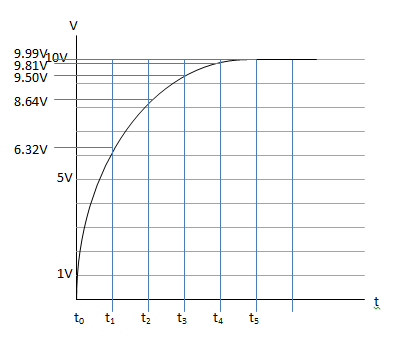 V
9.99V
10V
9.81V
9.50V
8.64V
6.32V
5V
1V
t
t₀ t₁ t₂ t₃ t₄ t₅